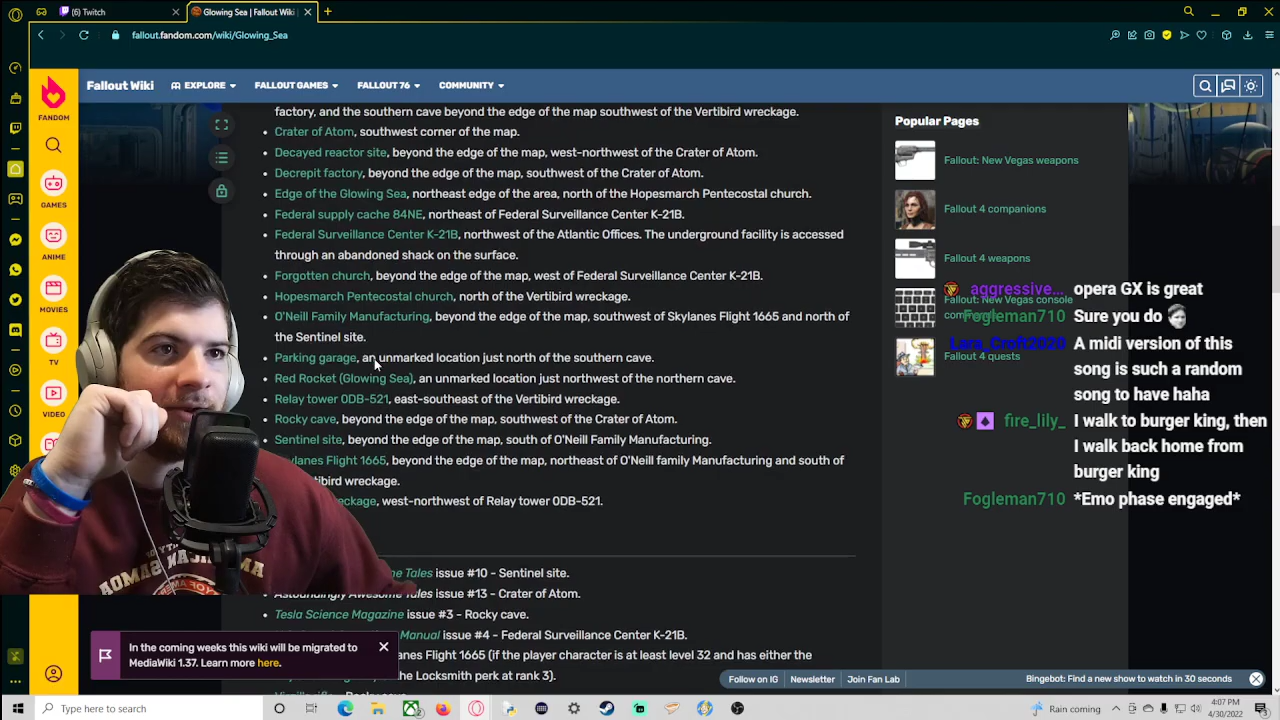 (6) Twitch
Glowing Sea | Fallout Wiki |
fallout.fandom.com/wiki/Glowing_Sea
Fallout Wiki
EXPLORE
FALLOUT GAMES
FALLOUT 76
COMMUNITY
FANDOM
GAMES
ANIME
MOVIES
TV
VIDEO
factory, and the southern cave beyond the edge of the map southwest of the Vertibird wreckage.
Crater of Atom, southwest corner of the map.
Decayed reactor site, beyond the edge of the map, west-northwest of the Crater of Atom.
Decrepit factory, beyond the edge of the map, southwest of the Crater of Atom.
Edge of the Glowing Sea, northeast edge of the area, north of the Hopesmarch Pentecostal church.
Federal supply cache 84NE, northeast of Federal Surveillance Center K-21B.
Federal Surveillance Center K-21B, northwest of the Atlantic Offices. The underground facility is accessed
through an abandoned shack on the surface.
Forgotten church, beyond the edge of the map, west of Federal Surveillance Center K-21B.
Hopesmarch Pentecostal church, north of the Vertibird wreckage.
O'Neill Family Manufacturing, beyond the edge of the map, southwest of Skylanes Flight 1665 and north of
the Sentinel site.
Parking garage, an unmarked location just north of the southern cave.
Red Rocket (Glowing Sea), an unmarked location just northwest of the northern cave.
Relay tower 0DB-521, east-southeast of the Vertibird wreckage.
Rocky cave, beyond the edge of the map, southwest of the Crater of Atom.
Sentinel site, beyond the edge of the map, south of O'Neill Family Manufacturing.
ylanes Flight 1665, beyond the edge of the map, northeast of O'Neill family Manufacturing and south of
rtibird wreckage.
eckage, west-northwest of Relay tower 0DB-521.
ne Tales issue #10 - Sentinel site.
Astoundingly Awesome Tales issue #13 - Crater of Atom.
Tesla Science Magazine issue #3 - Rocky cave.
Manual issue #4 - Federal Surveillance Center K-21B.
anes Flight 1665 (if the player character is at least level 32 and has either the
the Locksmith perk at rank 3).
Rocky cave.
Popular Pages
Fallout: New Vegas weapons
Fallout 4 companions
Fallout 4 weapons
Fallout: New Vegas console
Fallout 4 quests
aggressive... opera GX is great
Fogleman710 Sure you do
Lara_Croft2020 A midi version of this
song is such a random
song to have haha
fire_lily_ I walk to burger king, then
I walk back home from
burger king
Fogleman710 *Emo phase engaged*
SAMOA
In the coming weeks this wiki will be migrated to
MediaWiki 1.37. Learn more here.
Follow on IG
Newsletter
Join Fan Lab
Bingebot: Find a new show to watch in 30 seconds
Type here to search
Rain coming
4:07 PM
4/30/2022